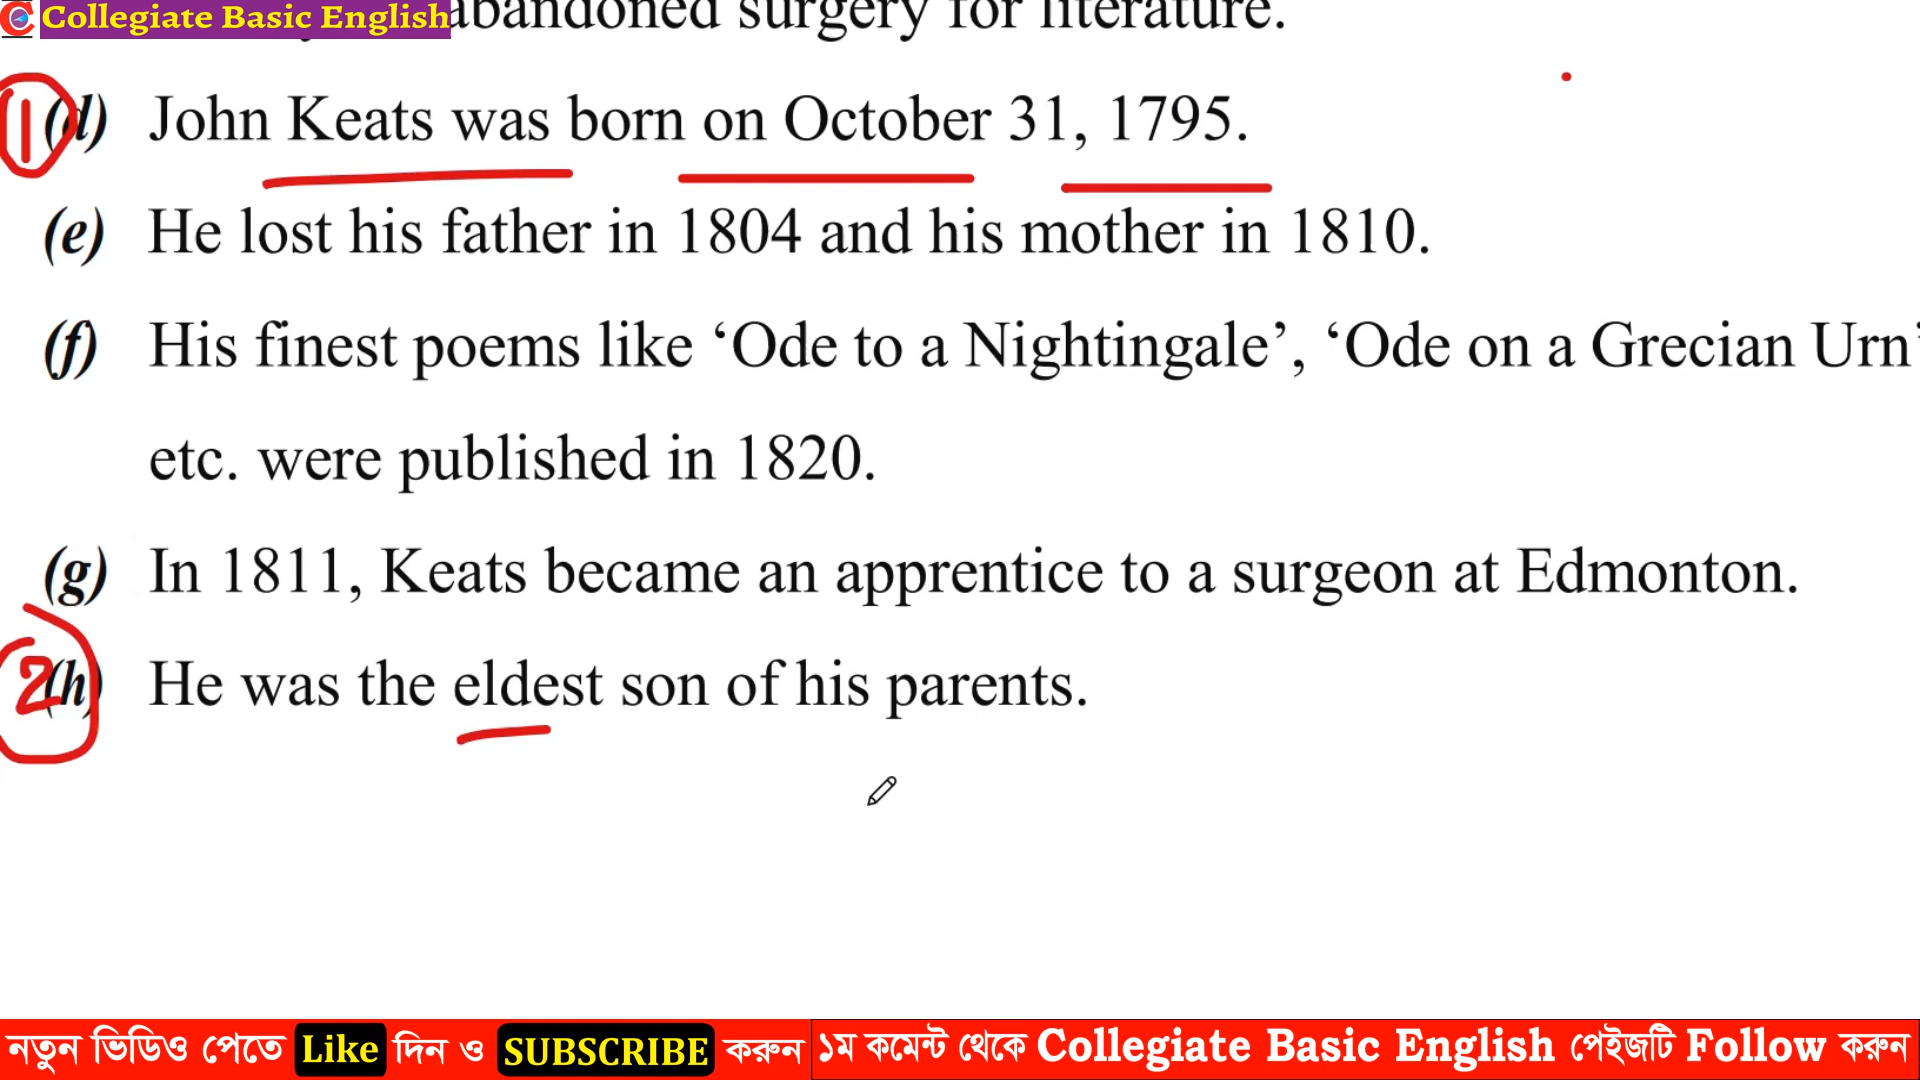 Collegiate Basic English
abandoned surgery for literature.
1 (d) John Keats was born on October 31, 1795.
(e) He lost his father in 1804 and his mother in 1810.
(f) His finest poems like ‘Ode to a Nightingale’, ‘Ode on a Grecian Urn’
etc. were published in 1820.
(g) In 1811, Keats became an apprentice to a surgeon at Edmonton.
2 (h) He was the eldest son of his parents.
নতুন ভিডিও পেতে Like দিন ও SUBSCRIBE করুন ১ম কমেন্ট থেকে Collegiate Basic English পেইজটি Follow করুন